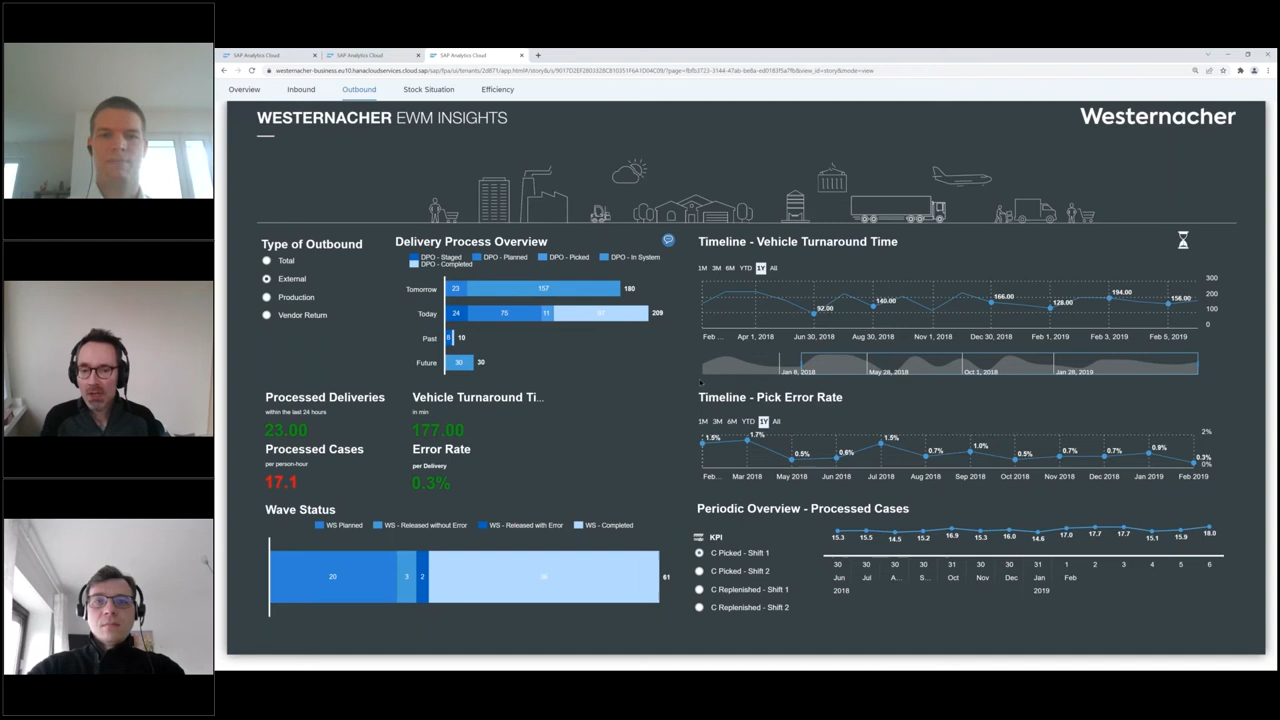 SAP Analytics Cloud
SAP Analytics Cloud
SAP Analytics Cloud
Overview
Inbound
Outbound
Stock Situation
Efficiency
WESTERNACHER EWM INSIGHTS
Westernacher
Type of Outbound
Total
External
Production
Vendor Return
Delivery Process Overview
DPO - Staged
DPO - Planned
DPO - Picked
DPO - In System
DPO - Completed
Tomorrow
23
157
180
Today
24
75
11
209
Past
10
Future
30
30
Processed Deliveries
within the last 24 hours
23.00
Vehicle Turnaround Ti...
in min
177.00
Processed Cases
per person-hour
17.1
Error Rate
per Delivery
0.3%
Wave Status
WS Planned
WS - Released without Error
WS - Released with Error
WS - Completed
20
3
2
61
Timeline - Vehicle Turnaround Time
1M 3M 6M YTD 1Y All
300
200
100
0
92.00
140.00
166.00
128.00
194.00
156.00
Feb ...
Apr 1, 2018
Jun 30, 2018
Aug 30, 2018
Dec 30, 2018
Feb 1, 2019
Feb 3, 2019
Feb 5, 2019
Jan 8, 2018
May 28, 2018
Oct 1, 2018
Jan 28, 2019
Timeline - Pick Error Rate
1M 3M 6M YTD 1Y All
2%
0%
1.5%
1.7%
0.5%
0.6%
1.5%
0.7%
1.0%
0.5%
0.7%
0.7%
0.9%
0.3%
Feb...
Mar 2018
May 2018
Jun 2018
Jul 2018
Aug 2018
Sep 2018
Oct 2018
Nov 2018
Dec 2018
Jan 2019
Feb 2019
Periodic Overview - Processed Cases
KPI
C Picked - Shift 1
C Picked - Shift 2
C Replenished - Shift 1
C Replenished - Shift 2
15.3 15.5 14.5 15.2 16.9 15.3 16.0 14.6 17.0 17.7 17.7 15.1 15.9 18.0
30 30 30 30 31 30 30 31 1 2 3 4 5 6
Jun Jul A... S... Oct Nov Dec Jan Feb
2018 2019